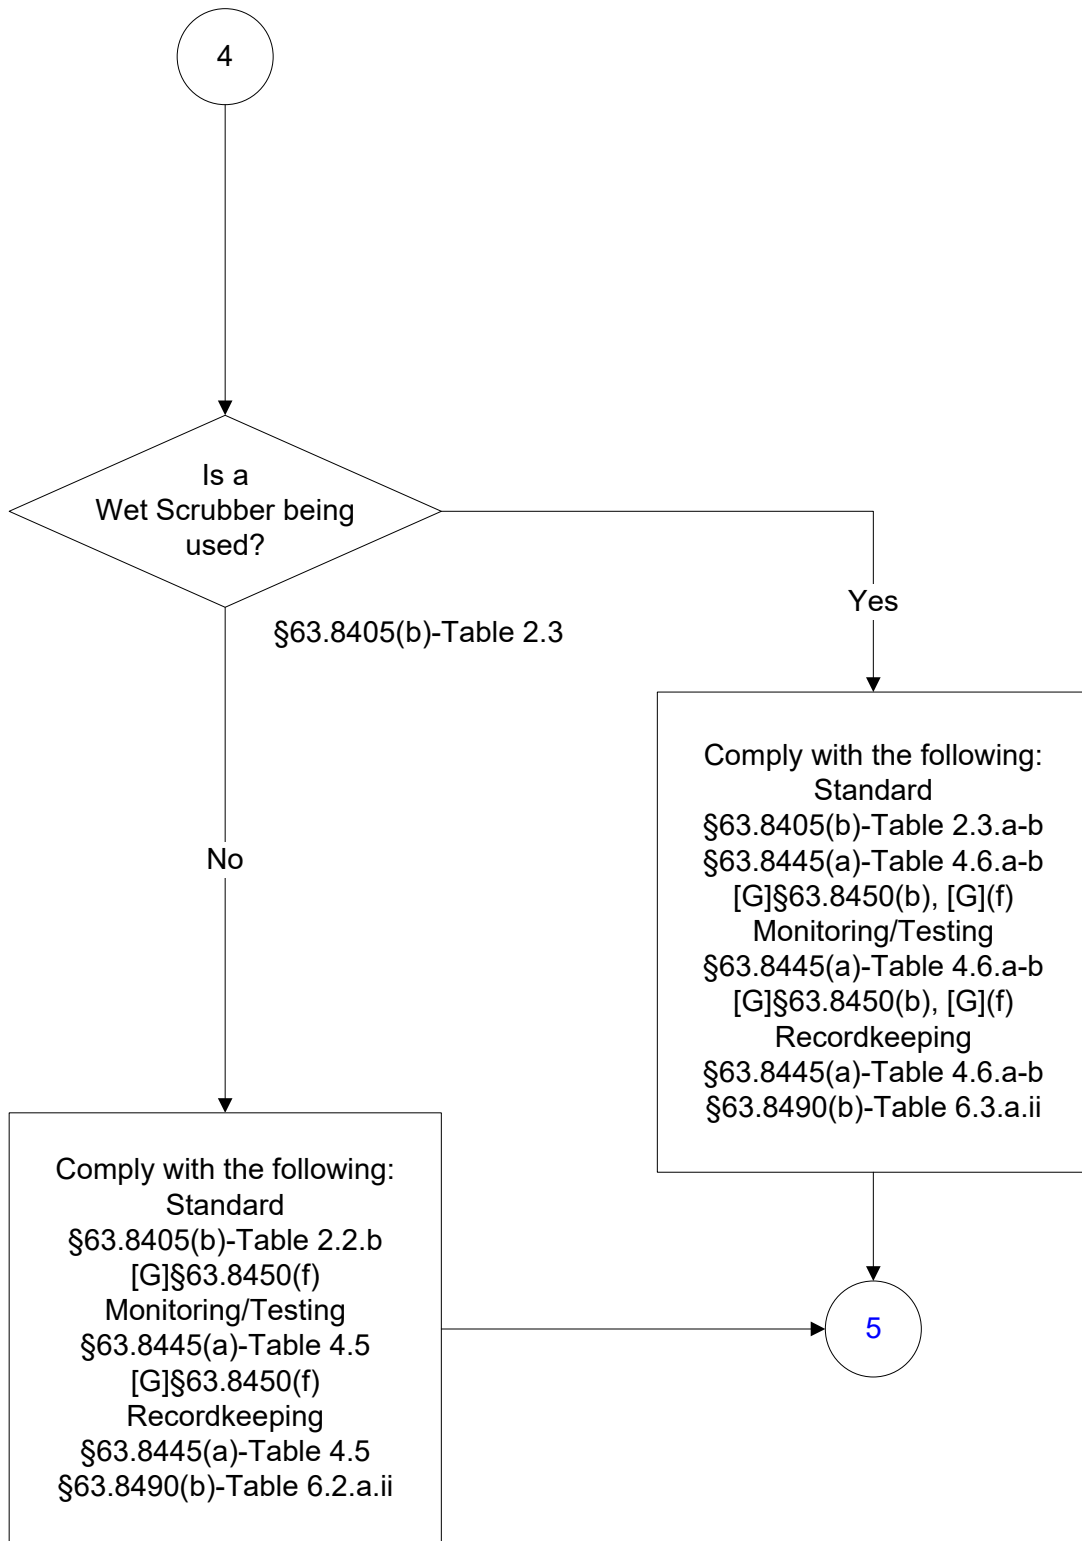 4
Is a
Wet Scrubber being
used?
§63.8405(b)-Table 2.3
Yes
No
Comply with the following:
Standard
§63.8405(b)-Table 2.3.a-b
§63.8445(a)-Table 4.6.a-b
[G]§63.8450(b), [G](f)
Monitoring/Testing
§63.8445(a)-Table 4.6.a-b
[G]§63.8450(b), [G](f)
Recordkeeping
§63.8445(a)-Table 4.6.a-b
§63.8490(b)-Table 6.3.a.ii
Comply with the following:
Standard
§63.8405(b)-Table 2.2.b
[G]§63.8450(f)
Monitoring/Testing
§63.8445(a)-Table 4.5
[G]§63.8450(f)
Recordkeeping
§63.8445(a)-Table 4.5
§63.8490(b)-Table 6.2.a.ii
5